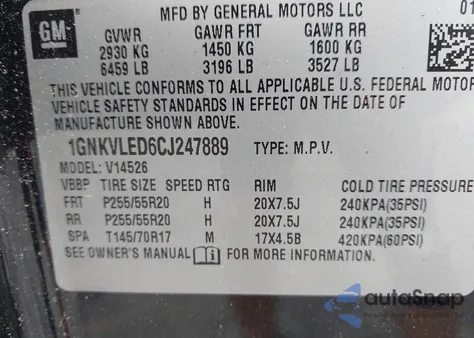 MFD BY GENERAL MOTORS LLC 01
GM
GVWR GAWR FRT GAWR RR
2930 KG 1450 KG 1600 KG
6459 LB 3196 LB 3527 LB
THIS VEHICLE CONFORMS TO ALL APPLICABLE U.S. FEDERAL MOTOR
VEHICLE SAFETY STANDARDS IN EFFECT ON THE DATE OF
MANUFACTURE SHOWN ABOVE.
1GNKVLED6CJ247889 TYPE: M.P.V.
MODEL: V14526
VBBP TIRE SIZE SPEED RTG RIM COLD TIRE PRESSURE
FRT P255/55R20 H 20X7.5J 240KPA(35PSI)
RR P255/55R20 H 20X7.5J 240KPA(35PSI)
SPA T145/70R17 M 17X4.5B 420KPA(60PSI)
SEE OWNER'S MANUAL FOR MORE INFORMATION.
autaSnap